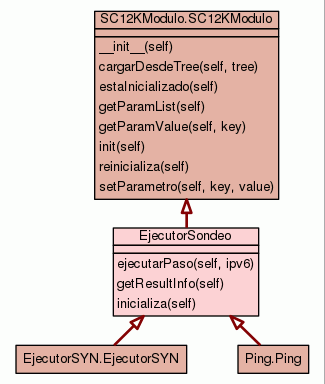 SC12KModulo.SC12KModulo
__init__(self)
cargarDesdeTree(self, tree)
estaInicializado(self)
getParamList(self)
getParamValue(self, key)
init(self)
reinicializa(self)
setParametro(self, key, value)
EjecutorSondeo
ejecutarPaso(self, ipv6)
getResultInfo(self)
inicializa(self)
EjecutorSYN.EjecutorSYN
Ping.Ping